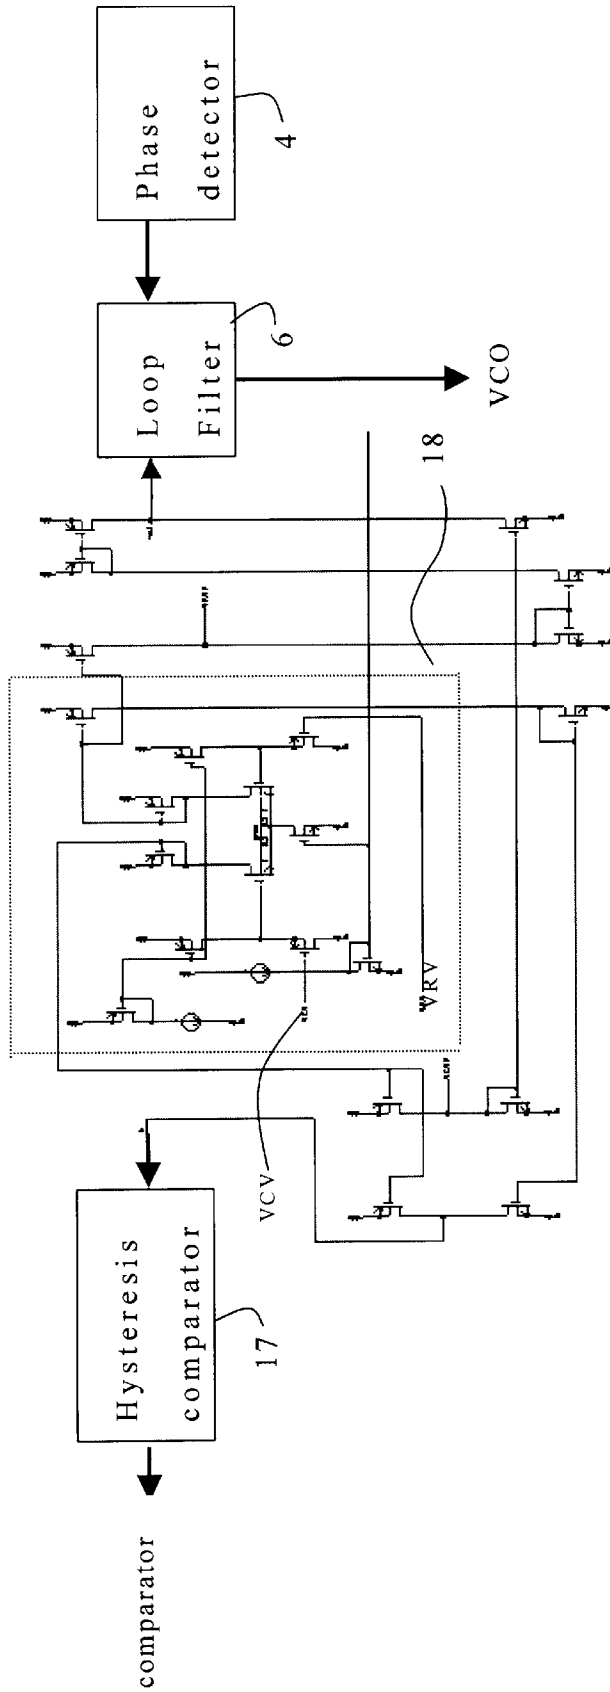 Phase
detector
4
Loop
Filter
6
VCO
18
VCV
VRV
Hysteresis
comparator
17
comparator